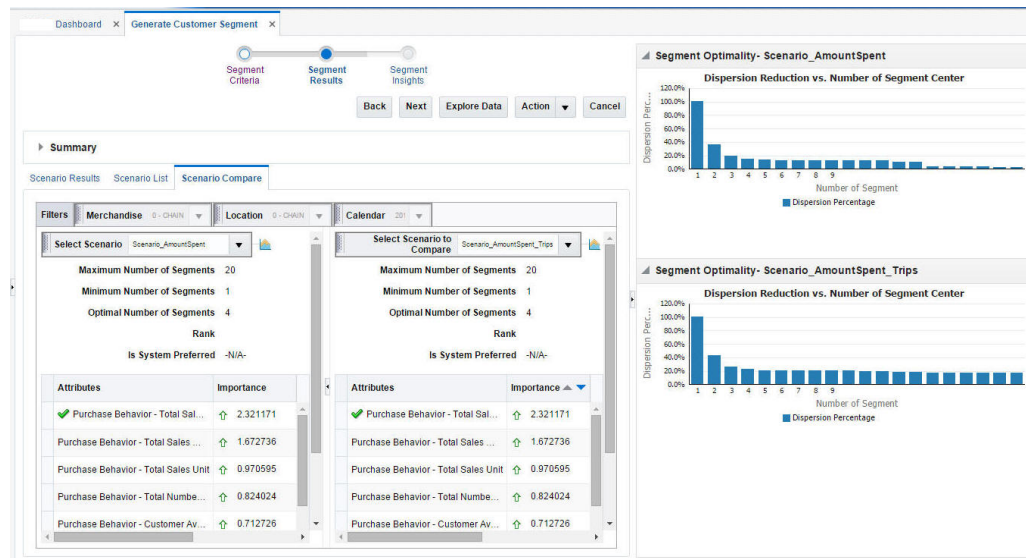 Dashboard × Generate Customer Segment ×
Segment Criteria
Segment Results
Segment Insights
Back Next Explore Data Action Cancel
Summary
Scenario Results Scenario List Scenario Compare
Filters Merchandise 0 - CHAIN Location 0 - CHAIN Calendar 201
Select Scenario Scenario_AmountSpent
Maximum Number of Segments 20
Minimum Number of Segments 1
Optimal Number of Segments 4
Rank
Is System Preferred -N/A-
Attributes Importance
Purchase Behavior - Total Sal... 2.321171
Purchase Behavior - Total Sales ... 1.672736
Purchase Behavior - Total Sales Unit 0.970595
Purchase Behavior - Total Numbe... 0.824024
Purchase Behavior - Customer Av... 0.712726
Select Scenario to Compare Scenario_AmountSpent_Trips
Maximum Number of Segments 20
Minimum Number of Segments 1
Optimal Number of Segments 4
Rank
Is System Preferred -N/A-
Attributes Importance
Purchase Behavior - Total Sal... 2.321171
Purchase Behavior - Total Sales ... 1.672736
Purchase Behavior - Total Sales Unit 0.970595
Purchase Behavior - Total Numbe... 0.824024
Purchase Behavior - Customer Av... 0.712726
Segment Optimality- Scenario_AmountSpent
Dispersion Reduction vs. Number of Segment Center
Dispersion Perc...
120.0%
100.0%
80.0%
60.0%
40.0%
20.0%
0.0%
1 2 3 4 5 6 7 8 9
Number of Segment
Dispersion Percentage
Segment Optimality- Scenario_AmountSpent_Trips
Dispersion Reduction vs. Number of Segment Center
Dispersion Perc...
120.0%
100.0%
80.0%
60.0%
40.0%
20.0%
0.0%
1 2 3 4 5 6 7 8 9
Number of Segment
Dispersion Percentage